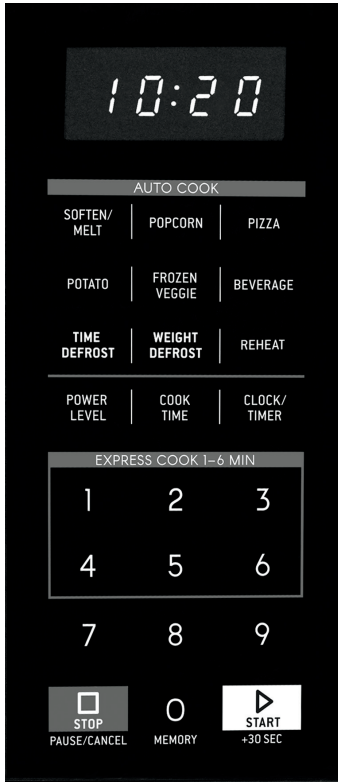 10:20
AUTO COOK
SOFTEN/
MELT
POPCORN
PIZZA
POTATO
FROZEN
VEGGIE
BEVERAGE
TIME
DEFROST
WEIGHT
DEFROST
REHEAT
POWER
LEVEL
COOK
TIME
CLOCK/
TIMER
EXPRESS COOK 1–6 MIN
1 2 3
4 5 6
7 8 9
STOP
PAUSE/CANCEL
0
MEMORY
START
+30 SEC